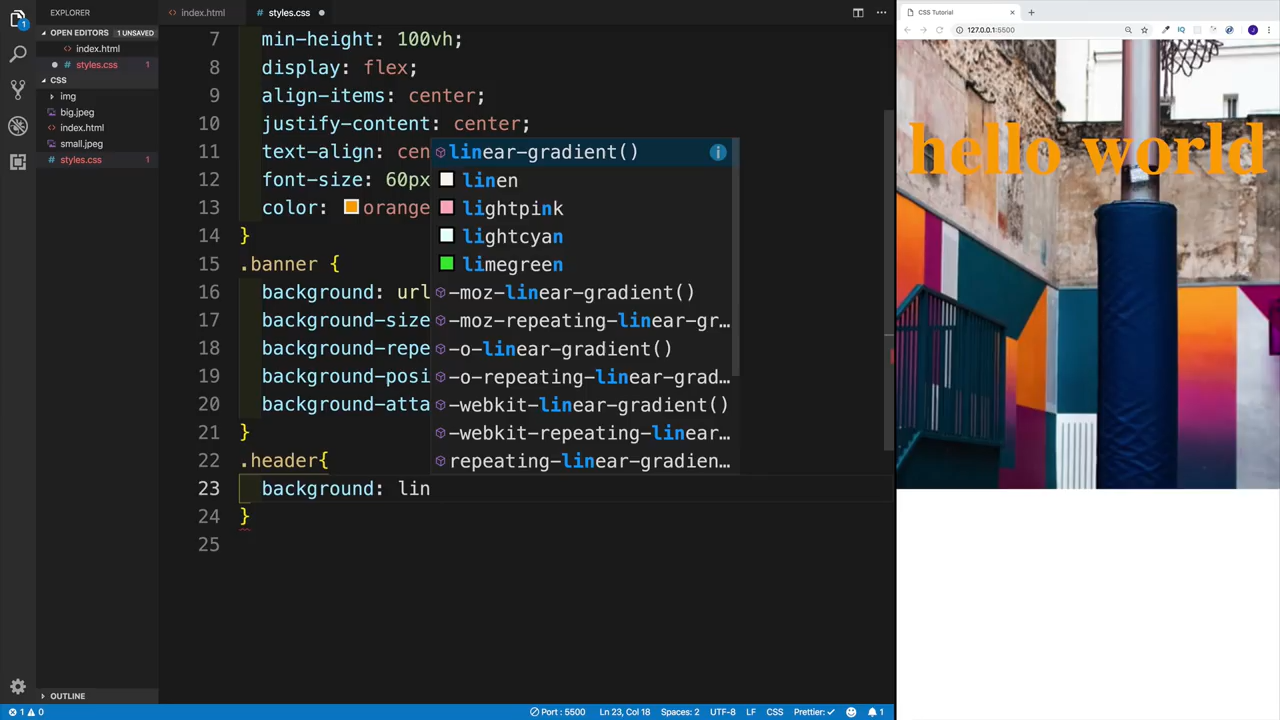 EXPLORER
OPEN EDITORS 1 UNSAVED
index.html
styles.css 1
CSS
img
big.jpeg
index.html
small.jpeg
styles.css 1
OUTLINE
index.html
# styles.css
7 min-height: 100vh;
8 display: flex;
9 align-items: center;
10 justify-content: center;
11 text-align: cen
12 font-size: 60px
13 color: orange
14 }
15 .banner {
16 background: url
17 background-size
18 background-repe
19 background-posi
20 background-atta
21 }
22 .header{
23 background: lin
24 }
25
linear-gradient()
linen
lightpink
lightcyan
limegreen
-moz-linear-gradient()
-moz-repeating-linear-gr…
-o-linear-gradient()
-o-repeating-linear-grad…
-webkit-linear-gradient()
-webkit-repeating-linear…
repeating-linear-gradien…
1 0
Port : 5500
Ln 23, Col 18
Spaces: 2
UTF-8
LF
CSS
Prettier: ✓
1
CSS Tutorial
127.0.0.1:5500
hello world